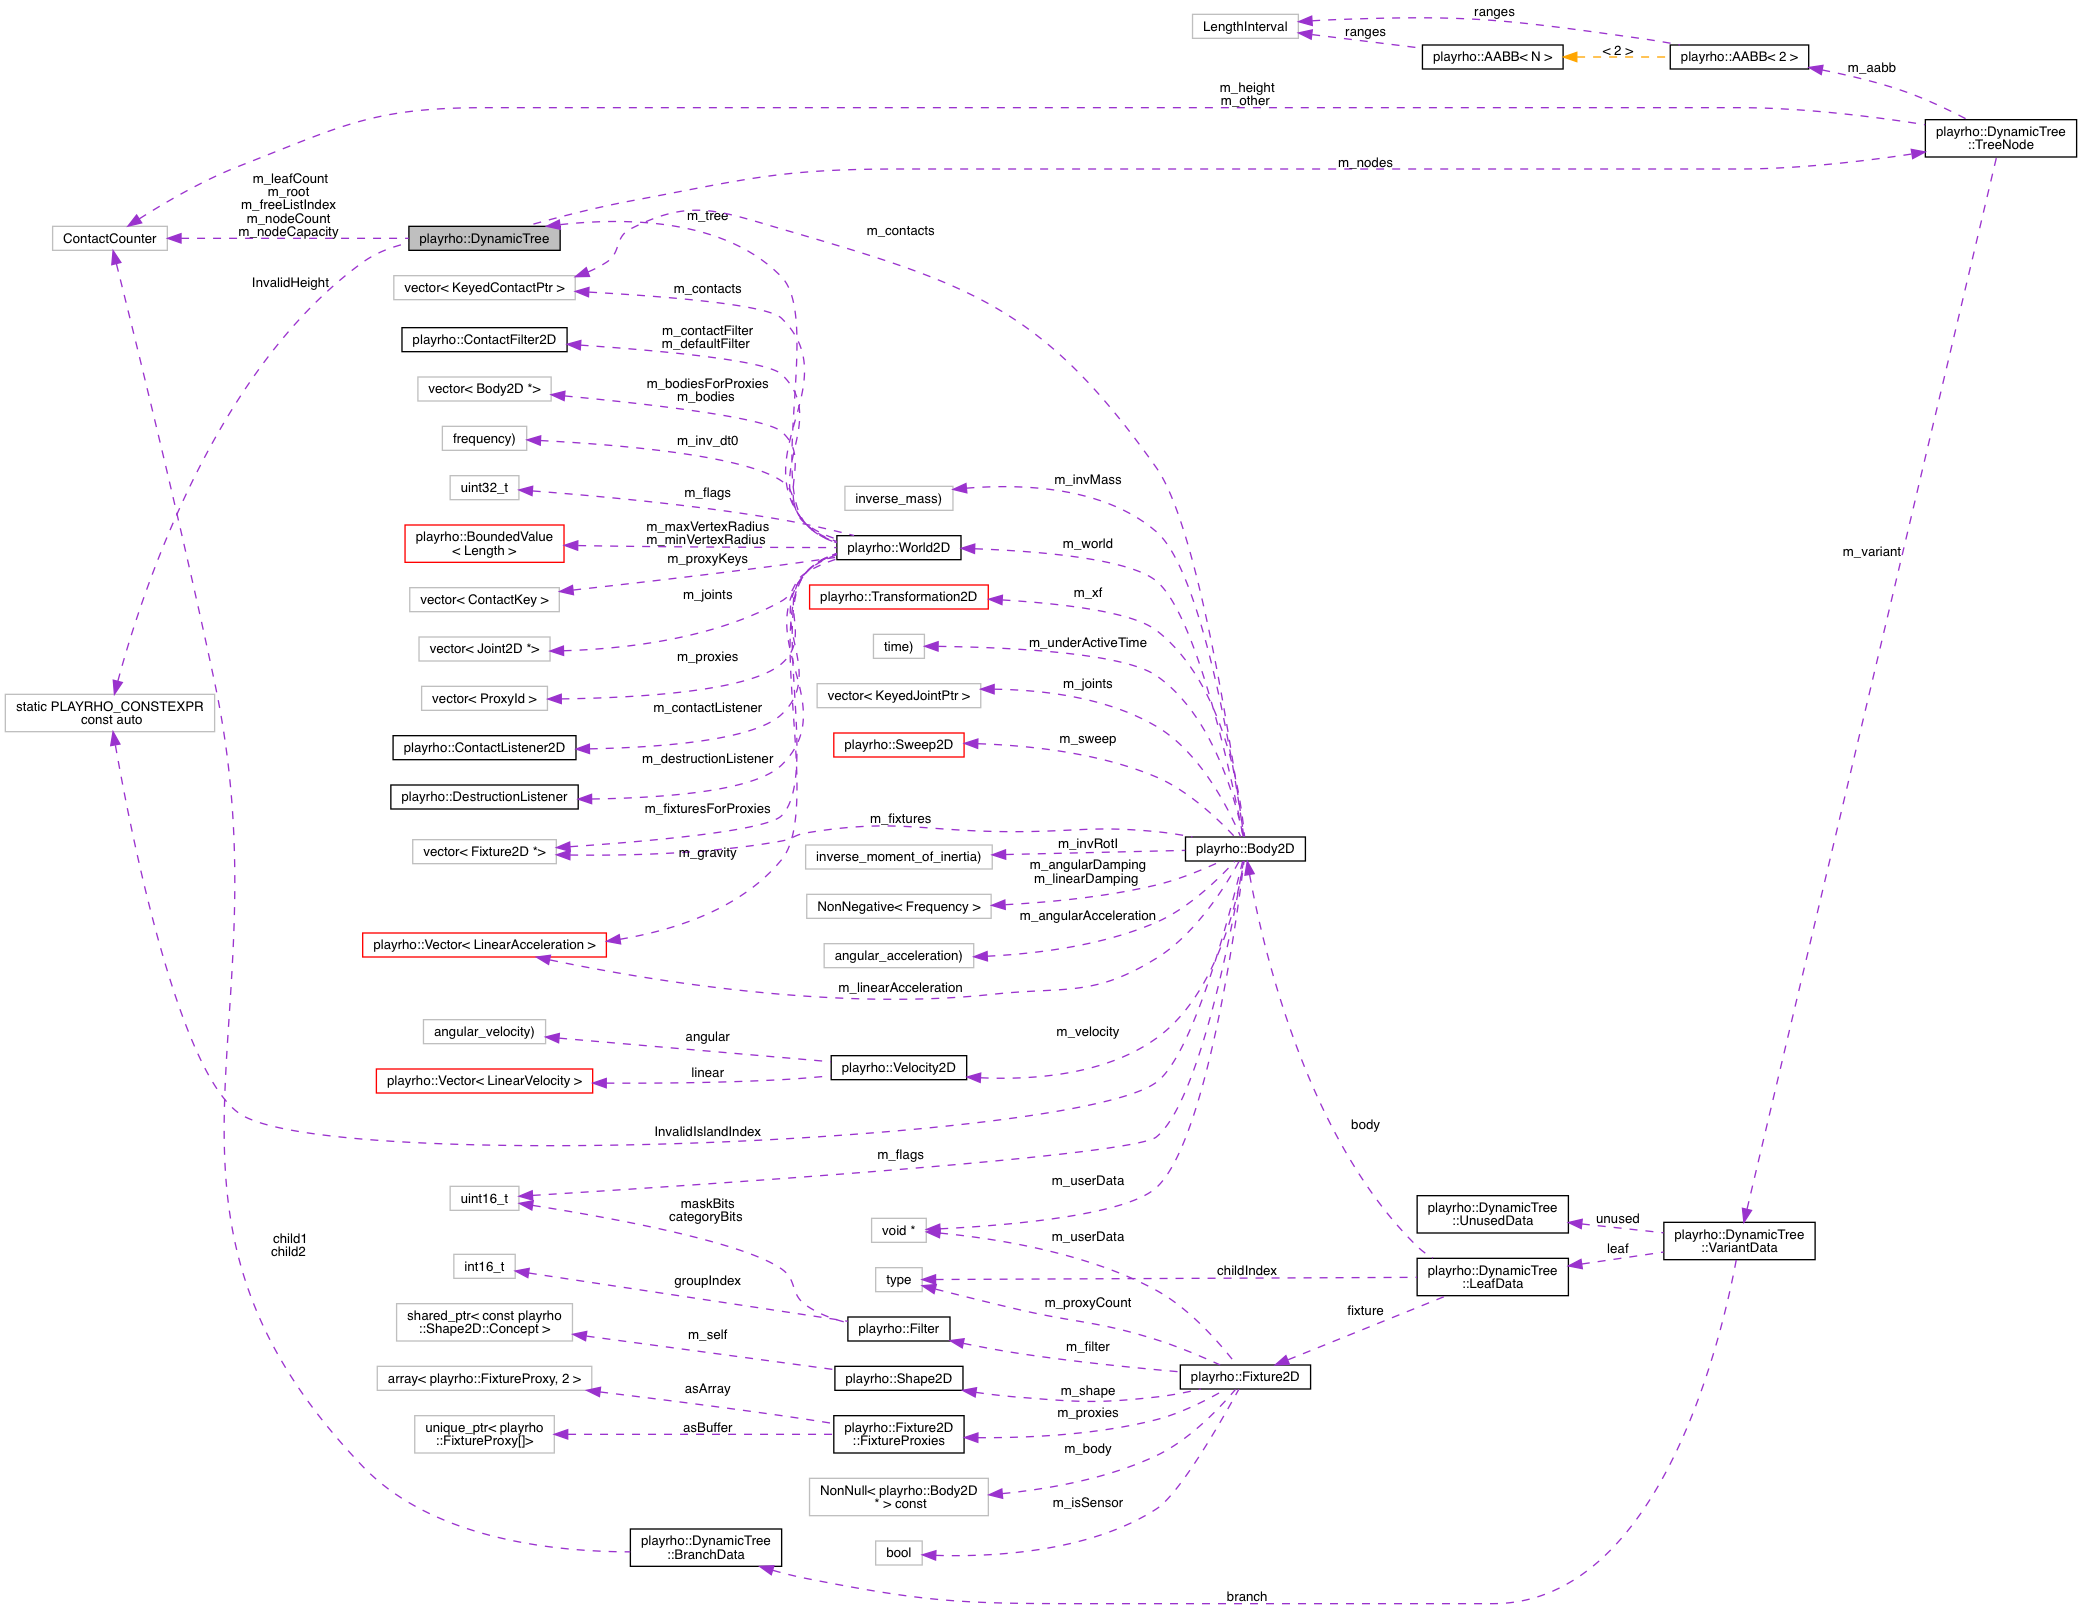 ranges
LengthInterval
ranges
playrho::AABB< N >
< 2 >
playrho::AABB< 2 >
m_aabb
m_height
m_other
playrho::DynamicTree
::TreeNode
m_nodes
m_leafCount
m_root
m_freeListIndex
m_nodeCount
m_nodeCapacity
ContactCounter
playrho::DynamicTree
m_tree
m_contacts
InvalidHeight
vector< KeyedContactPtr >
m_contacts
playrho::ContactFilter2D
m_contactFilter
m_defaultFilter
vector< Body2D *>
m_bodiesForProxies
m_bodies
frequency)
m_inv_dt0
uint32_t
m_flags
inverse_mass)
m_invMass
playrho::BoundedValue
< Length >
m_maxVertexRadius
m_minVertexRadius
playrho::World2D
m_world
m_variant
m_proxyKeys
vector< ContactKey >
m_joints
playrho::Transformation2D
m_xf
vector< Joint2D *>
m_proxies
time)
m_underActiveTime
vector< ProxyId >
m_contactListener
vector< KeyedJointPtr >
m_joints
static PLAYRHO_CONSTEXPR
const auto
playrho::ContactListener2D
playrho::Sweep2D
m_sweep
m_destructionListener
playrho::DestructionListener
m_fixturesForProxies
m_fixtures
vector< Fixture2D *>
m_gravity
inverse_moment_of_inertia)
m_invRotI
playrho::Body2D
m_angularDamping
m_linearDamping
NonNegative< Frequency >
m_angularAcceleration
playrho::Vector< LinearAcceleration >
angular_acceleration)
m_linearAcceleration
angular_velocity)
angular
m_velocity
playrho::Velocity2D
playrho::Vector< LinearVelocity >
linear
InvalidIslandIndex
body
m_flags
uint16_t
maskBits
categoryBits
m_userData
void *
playrho::DynamicTree
::UnusedData
unused
playrho::DynamicTree
::VariantData
child1
child2
m_userData
leaf
int16_t
groupIndex
type
childIndex
playrho::DynamicTree
::LeafData
m_proxyCount
fixture
shared_ptr< const playrho
::Shape2D::Concept >
m_self
playrho::Filter
m_filter
array< playrho::FixtureProxy, 2 >
asArray
playrho::Shape2D
m_shape
playrho::Fixture2D
m_proxies
unique_ptr< playrho
::FixtureProxy[]>
asBuffer
playrho::Fixture2D
::FixtureProxies
m_body
NonNull< playrho::Body2D
* > const
m_isSensor
playrho::DynamicTree
::BranchData
bool
branch